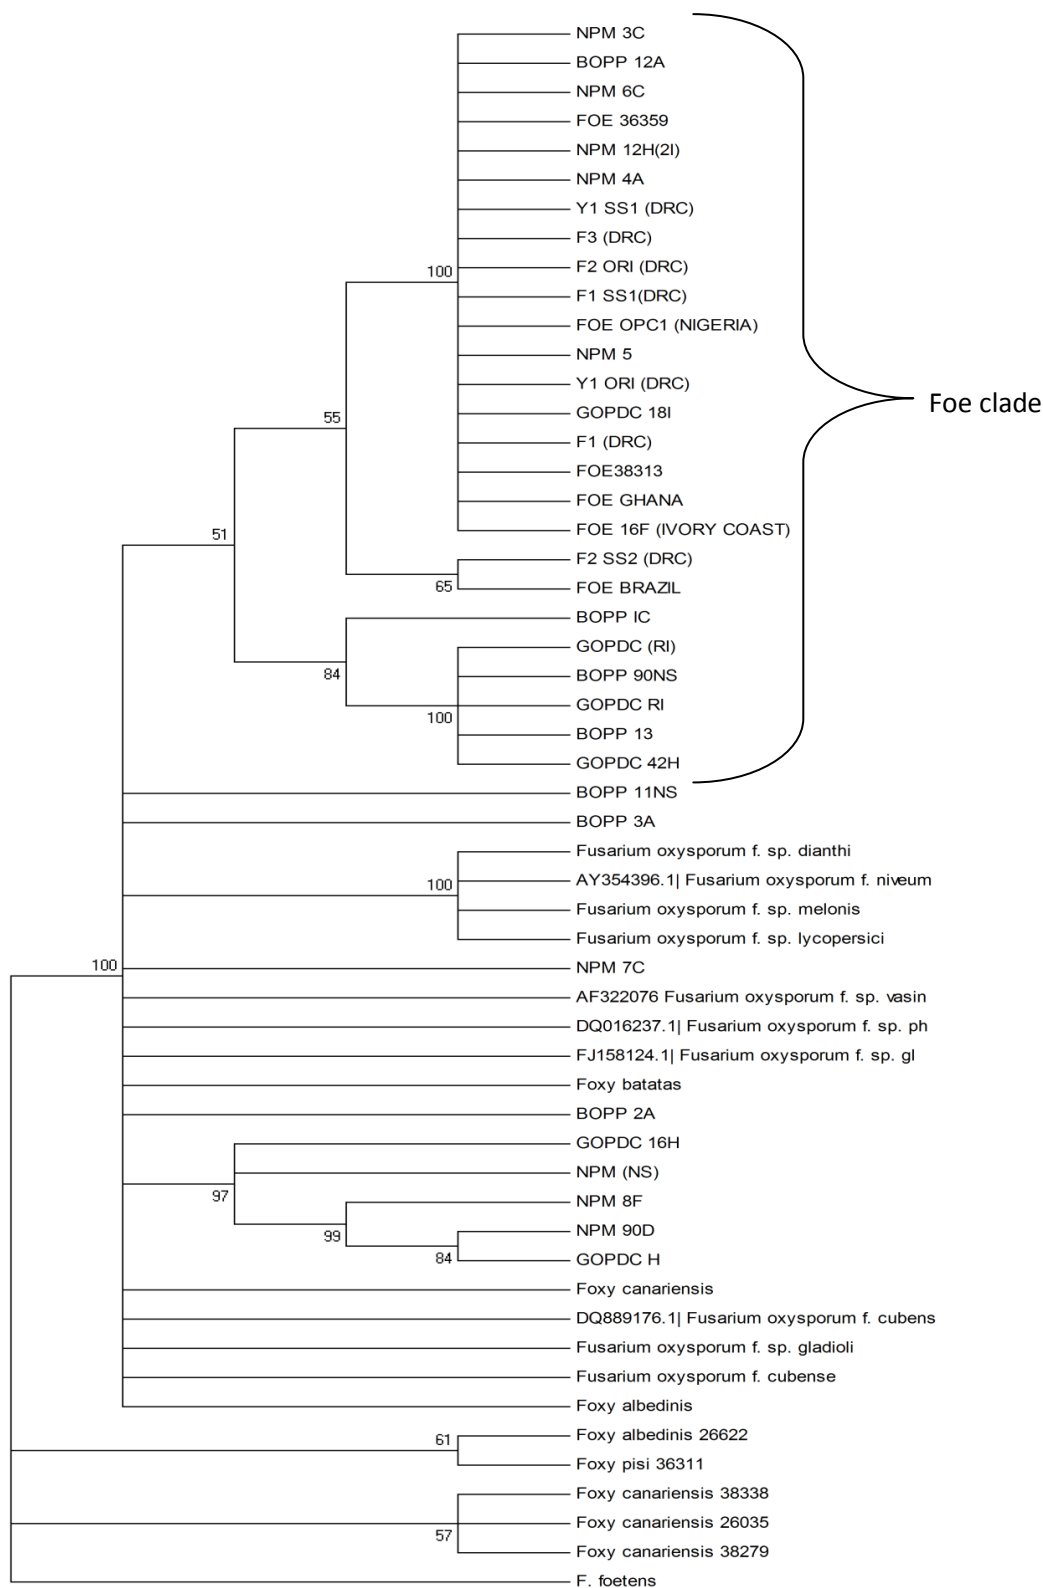 NPM 3C
BOPP 12A
NPM 6C
FOE 36359
NPM 12H(2I)
NPM 4A
Y1 SS1 (DRC)
F3 (DRC)
F2 ORI (DRC)
100
F1 SS1(DRC)
FOE OPC1 (NIGERIA)
NPM 5
Y1 ORI (DRC)
Foe clade
GOPDC 18I
55
F1 (DRC)
FOE38313
FOE GHANA
FOE 16F (IVORY COAST)
51
F2 SS2 (DRC)
65
FOE BRAZIL
BOPP IC
GOPDC (RI)
84
BOPP 90NS
GOPDC RI
100
BOPP 13
GOPDC 42H
BOPP 11NS
BOPP 3A
Fusarium oxysporum f. sp. dianthi
100
AY354396.1| Fusarium oxysporum f. niveum
Fusarium oxysporum f. sp. melonis
Fusarium oxysporum f. sp. lycopersici
100
NPM 7C
AF322076 Fusarium oxysporum f. sp. vasin
DQ016237.1| Fusarium oxysporum f. sp. ph
FJ158124.1| Fusarium oxysporum f. sp. gl
Foxy batatas
BOPP 2A
GOPDC 16H
NPM (NS)
97
NPM 8F
99
NPM 90D
84
GOPDC H
Foxy canariensis
DQ889176.1| Fusarium oxysporum f. cubens
Fusarium oxysporum f. sp. gladioli
Fusarium oxysporum f. cubense
Foxy albedinis
61
Foxy albedinis 26622
Foxy pisi 36311
Foxy canariensis 38338
Foxy canariensis 26035
57
Foxy canariensis 38279
F. foetens